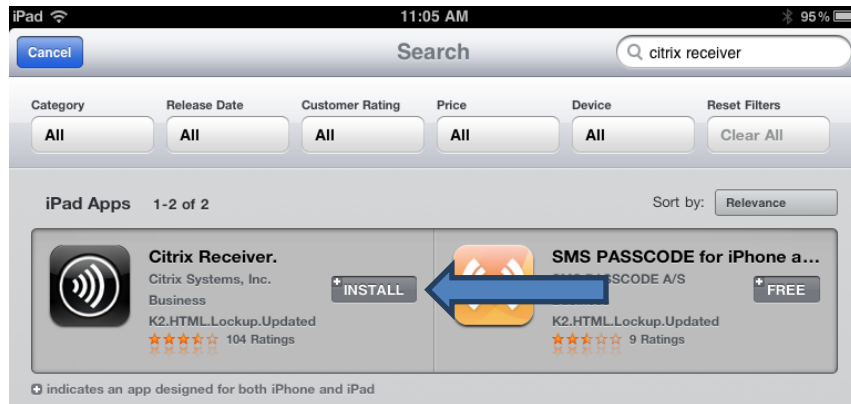 iPad 11:05 AM 95%
Cancel Search citrix receiver
Category Release Date Customer Rating Price Device Reset Filters
All All All All All Clear All
iPad Apps 1-2 of 2 Sort by: Relevance
Citrix Receiver.
Citrix Systems, Inc.
Business
K2.HTML.Lockup.Updated
104 Ratings
INSTALL
SMS PASSCODE for iPhone a...
PASSCODE A/S
K2.HTML.Lockup.Updated
9 Ratings
FREE
indicates an app designed for both iPhone and iPad